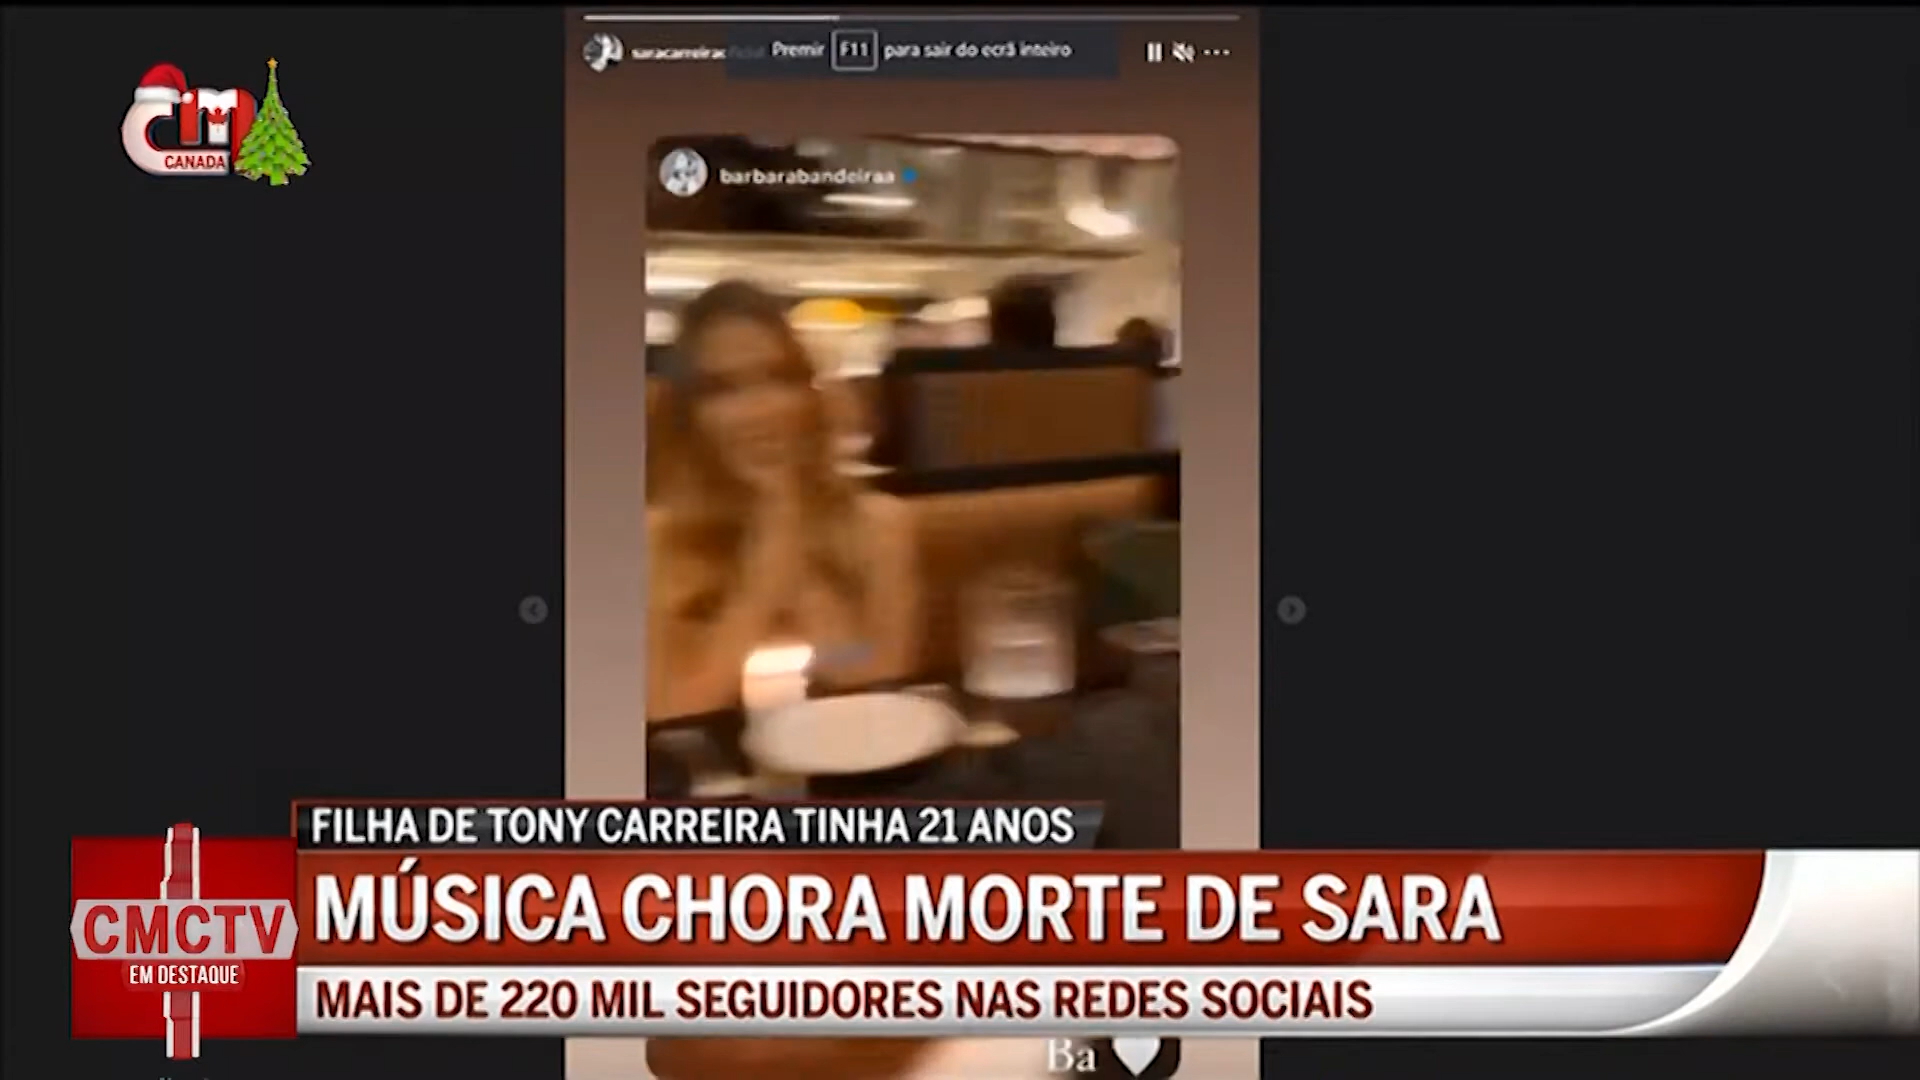 Premir F11 para sair do ecrã inteiro
CM
CANADA
barbarabandeiraa
FILHA DE TONY CARREIRA TINHA 21 ANOS
MÚSICA CHORA MORTE DE SARA
CMCTV
EM DESTAQUE
MAIS DE 220 MIL SEGUIDORES NAS REDES SOCIAIS
Ba